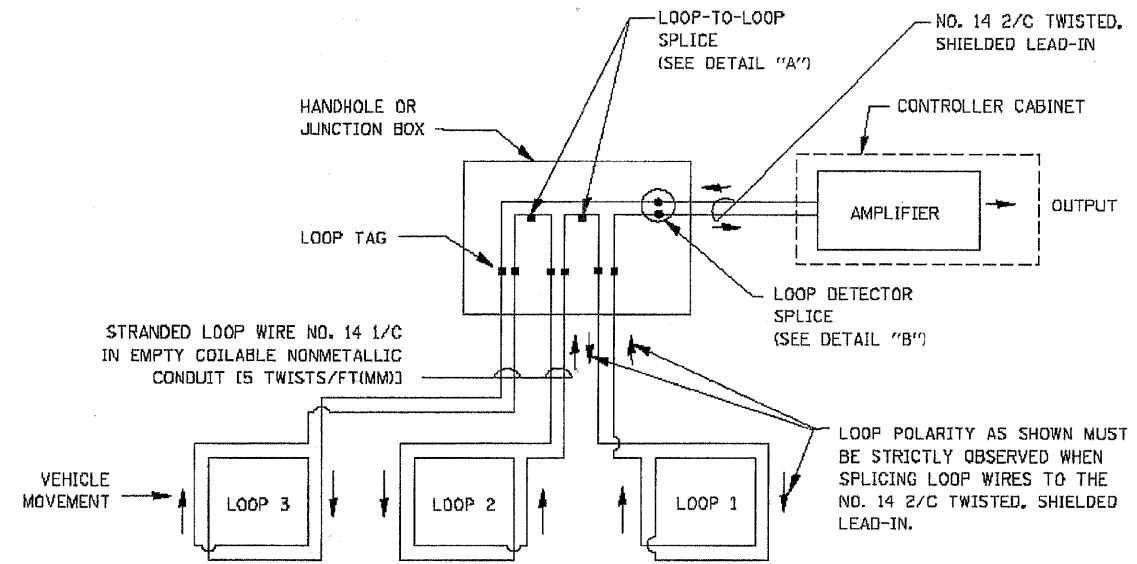 LOOP-TO-LOOP
SPLICE
(SEE DETAIL "A")
NO. 14 2/C TWISTED,
SHIELDED LEAD-IN
HANDHOLE OR
JUNCTION BOX
CONTROLLER CABINET
AMPLIFIER
OUTPUT
LOOP TAG
LOOP DETECTOR
SPLICE
(SEE DETAIL "B")
STRANDED LOOP WIRE NO. 14 1/C
IN EMPTY COILABLE NONMETALLIC
CONDUIT [5 TWISTS/FT(MM)]
LOOP POLARITY AS SHOWN MUST
BE STRICTLY OBSERVED WHEN
SPLICING LOOP WIRES TO THE
NO. 14 2/C TWISTED, SHIELDED
LEAD-IN.
VEHICLE
MOVEMENT
LOOP 3
LOOP 2
LOOP 1